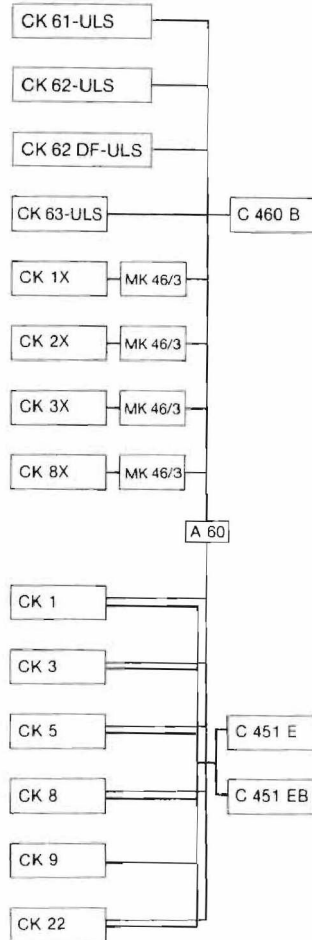 CK 61-ULS
CK 62-ULS
CK 62 DF-ULS
CK 63-ULS
C 460 B
CK 1X
MK 46/3
CK 2X
MK 46/3
CK 3X
MK 46/3
CK 8X
MK 46/3
A 60
CK 1
CK 3
CK 5
C 451 E
CK 8
C 451 EB
CK 9
CK 22